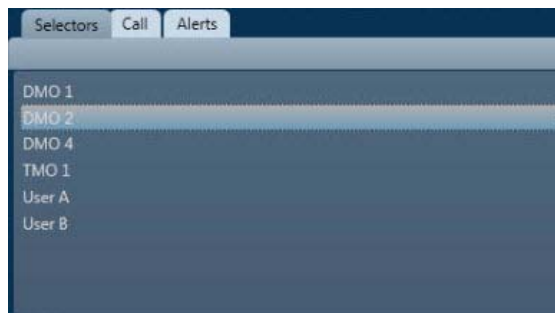 Selectors Call Alerts
DMO 1
DMO 2
DMO 4
TMO 1
User A
User B